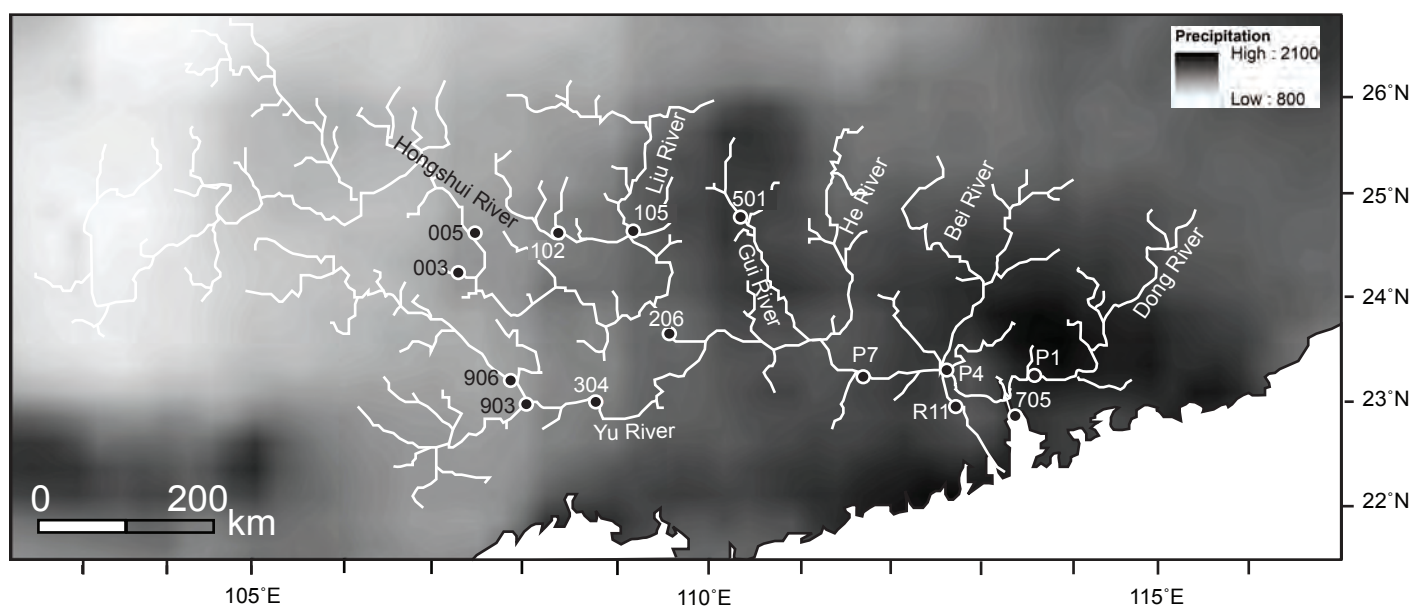 Precipitation
High : 2100
Low : 800
26°N
25°N
24°N
23°N
22°N
Hongshui River
Liu River
He River
Bei River
Dong River
Gui River
Yu River
501
105
005
102
003
206
P7
P4
P1
906
903
304
R11
705
0 200 km
105°E
110°E
115°E